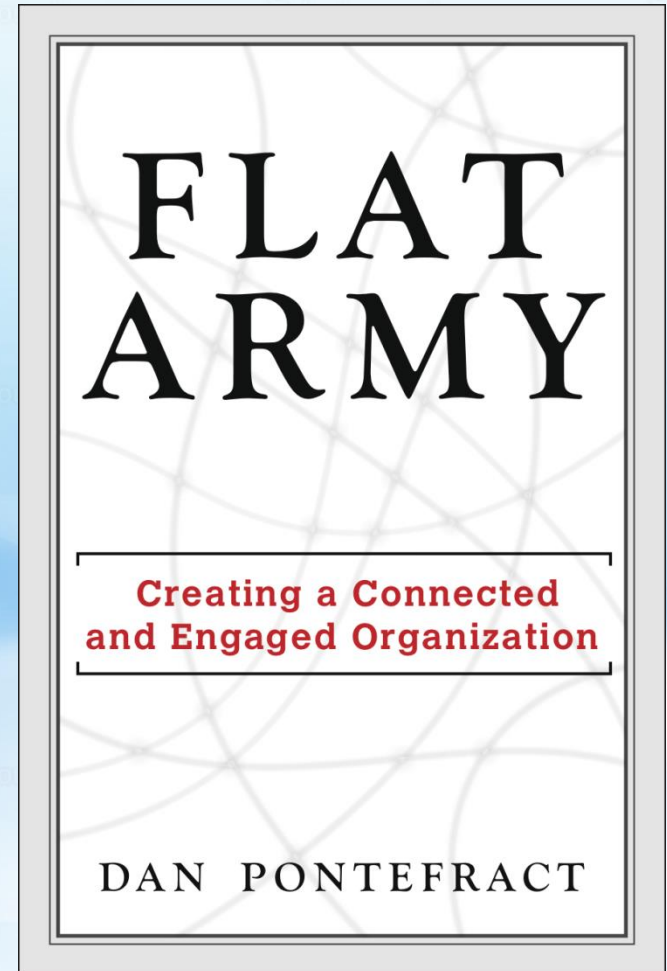 FLAT
ARMY
Creating a Connected
and Engaged Organization
DAN PONTEFRACT